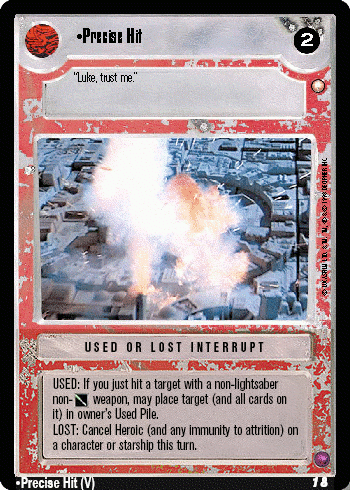 •Precise Hit
2
"Luke, trust me."
USED OR LOST INTERRUPT
USED: If you just hit a target with a non-lightsaber
non- weapon, may place target (and all cards on
it) in owner's Used Pile.
LOST: Cancel Heroic (and any immunity to attrition) on
a character or starship this turn.
18
•Precise Hit (V)